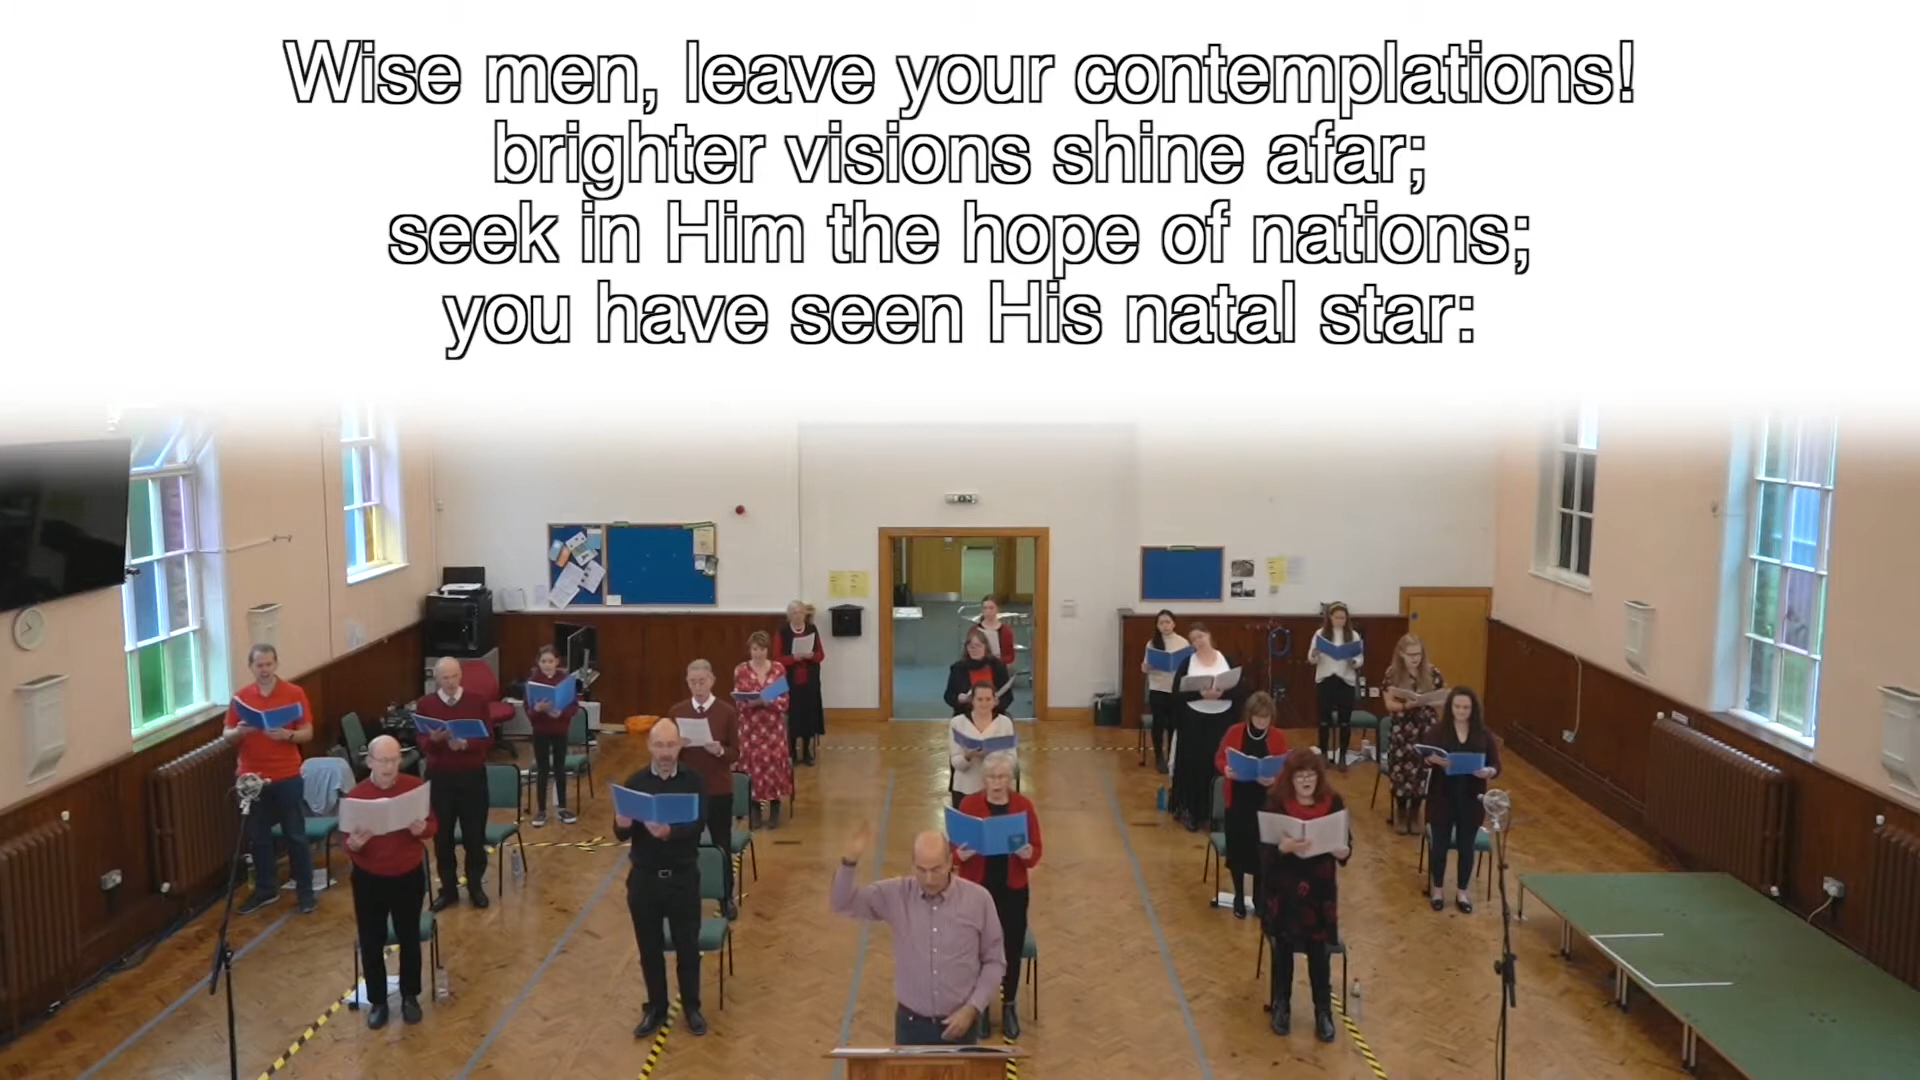 Wise men, leave your contemplations!
brighter visions shine afar;
seek in Him the hope of nations;
you have seen His natal star: